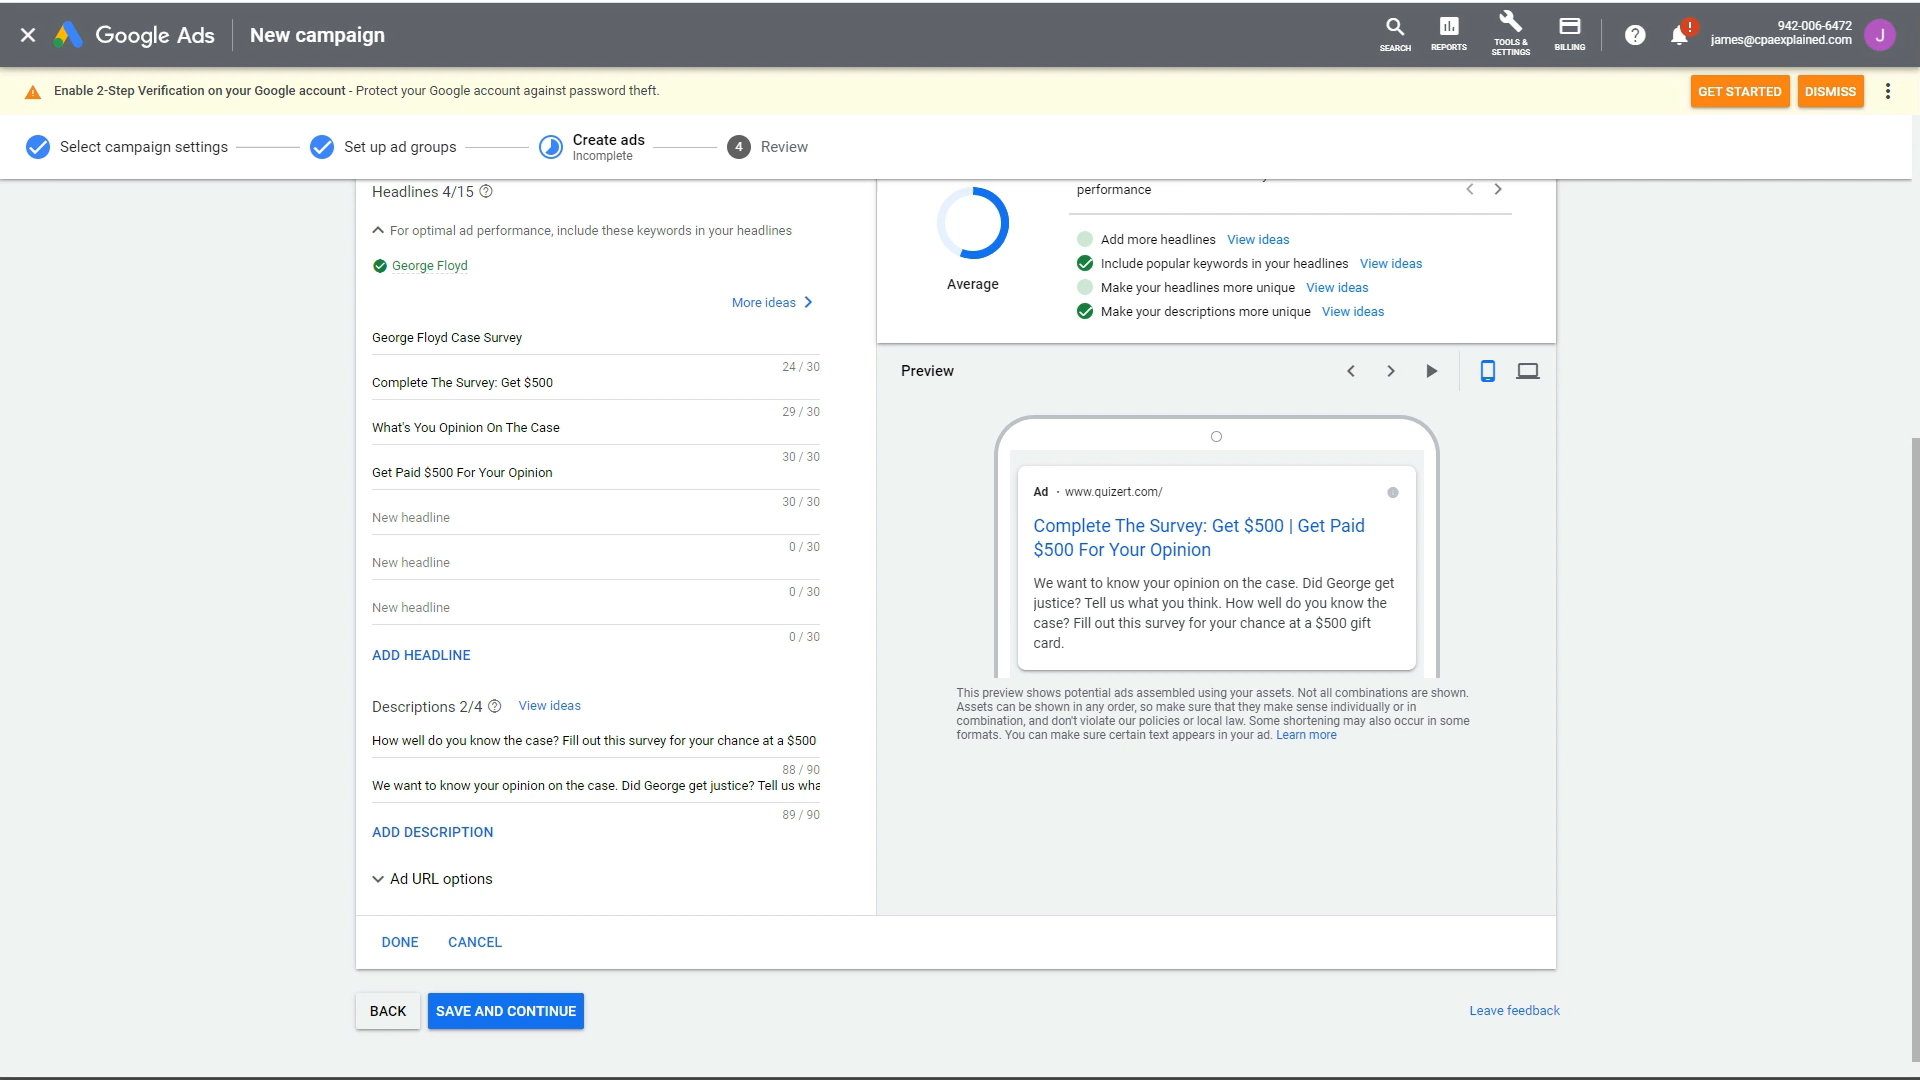 Google Ads
New campaign
SEARCH
REPORTS
TOOLS &
SETTINGS
BILLING
942-006-6472
james@cpaexplained.com
J
Enable 2-Step Verification on your Google account - Protect your Google account against password theft.
GET STARTED
DISMISS
Select campaign settings
Set up ad groups
Create ads
Incomplete
4
Review
Headlines 4/15
For optimal ad performance, include these keywords in your headlines
George Floyd
More ideas
George Floyd Case Survey
24 / 30
Complete The Survey: Get $500
29 / 30
What's You Opinion On The Case
30 / 30
Get Paid $500 For Your Opinion
30 / 30
New headline
0 / 30
New headline
0 / 30
New headline
0 / 30
ADD HEADLINE
Descriptions 2/4
View ideas
How well do you know the case? Fill out this survey for your chance at a $500
88 / 90
We want to know your opinion on the case. Did George get justice? Tell us wha
89 / 90
ADD DESCRIPTION
Ad URL options
DONE
CANCEL
BACK
SAVE AND CONTINUE
performance
Average
Add more headlines View ideas
Include popular keywords in your headlines View ideas
Make your headlines more unique View ideas
Make your descriptions more unique View ideas
Preview
Ad · www.quizert.com/
Complete The Survey: Get $500 | Get Paid
$500 For Your Opinion
We want to know your opinion on the case. Did George get
justice? Tell us what you think. How well do you know the
case? Fill out this survey for your chance at a $500 gift
card.
This preview shows potential ads assembled using your assets. Not all combinations are shown.
Assets can be shown in any order, so make sure that they make sense individually or in
combination, and don't violate our policies or local law. Some shortening may also occur in some
formats. You can make sure certain text appears in your ad. Learn more
Leave feedback